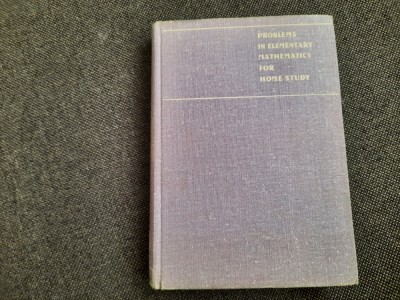 PROBLEMS
IN ELEMENTARY
MATHEMATICS
FOR
HOME STUDY